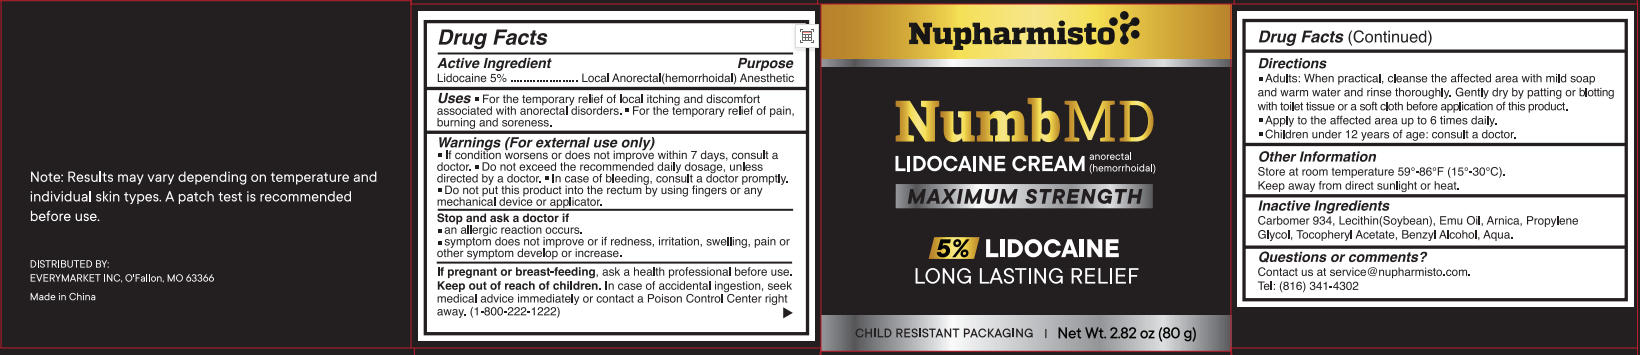 Note: Results may vary depending on temperature and
individual skin types. A patch test is recommended
before use.
DISTRIBUTED BY:
EVERYMARKET INC, O'Fallon, MO 63366
Made in China
Drug Facts
Active Ingredient Purpose
Lidocaine 5% .................... Local Anorectal(hemorrhoidal) Anesthetic
Uses ▪ For the temporary relief of local itching and discomfort
associated with anorectal disorders. ▪ For the temporary relief of pain,
burning and soreness.
Warnings (For external use only)
▪ If condition worsens or does not improve within 7 days, consult a
doctor. ▪ Do not exceed the recommended daily dosage, unless
directed by a doctor. ▪ In case of bleeding, consult a doctor promptly.
▪ Do not put this product into the rectum by using fingers or any
mechanical device or applicator.
Stop and ask a doctor if
▪ an allergic reaction occurs.
▪ symptom does not improve or if redness, irritation, swelling, pain or
other symptom develop or increase.
If pregnant or breast-feeding, ask a health professional before use.
Keep out of reach of children. In case of accidental ingestion, seek
medical advice immediately or contact a Poison Control Center right
away. (1-800-222-1222)
Nupharmisto
NumbMD
LIDOCAINE CREAM anorectal
(hemorrhoidal)
MAXIMUM STRENGTH
5% LIDOCAINE
LONG LASTING RELIEF
CHILD RESISTANT PACKAGING | Net Wt. 2.82 oz (80 g)
Drug Facts (Continued)
Directions
▪ Adults: When practical, cleanse the affected area with mild soap
and warm water and rinse thoroughly. Gently dry by patting or blotting
with toilet tissue or a soft cloth before application of this product.
▪ Apply to the affected area up to 6 times daily.
▪ Children under 12 years of age: consult a doctor.
Other Information
Store at room temperature 59°-86°F (15°-30°C).
Keep away from direct sunlight or heat.
Inactive Ingredients
Carbomer 934, Lecithin(Soybean), Emu Oil, Arnica, Propylene
Glycol, Tocopheryl Acetate, Benzyl Alcohol, Aqua.
Questions or comments?
Contact us at service@nupharmisto.com.
Tel: (816) 341-4302